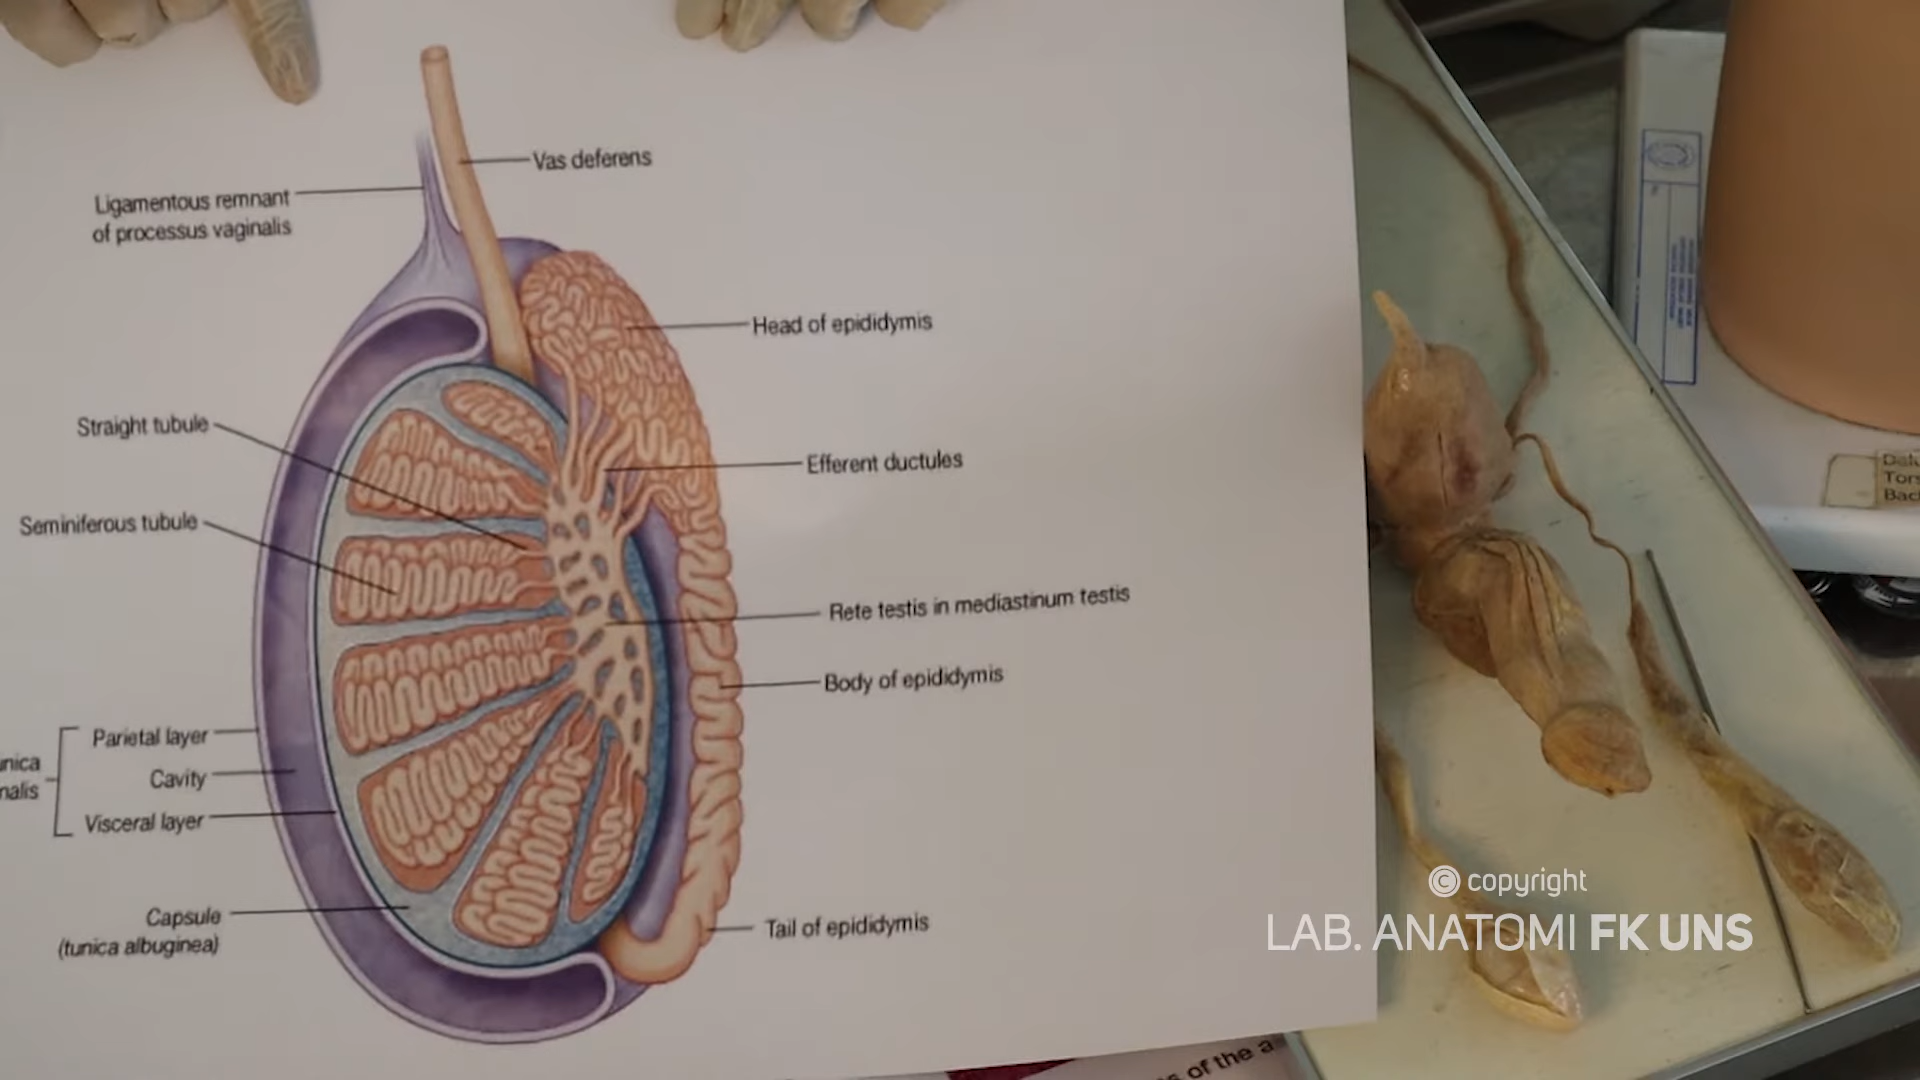 Vas deferens
Ligamentous remnant
of processus vaginalis
Head of epididymis
Straight tubule
Efferent ductules
Seminiferous tubule
Rete testis in mediastinum testis
Body of epididymis
Parietal layer
Cavity
Visceral layer
Capsule
(tunica albuginea)
Tail of epididymis
© copyright
LAB. ANATOMI FK UNS
of the a